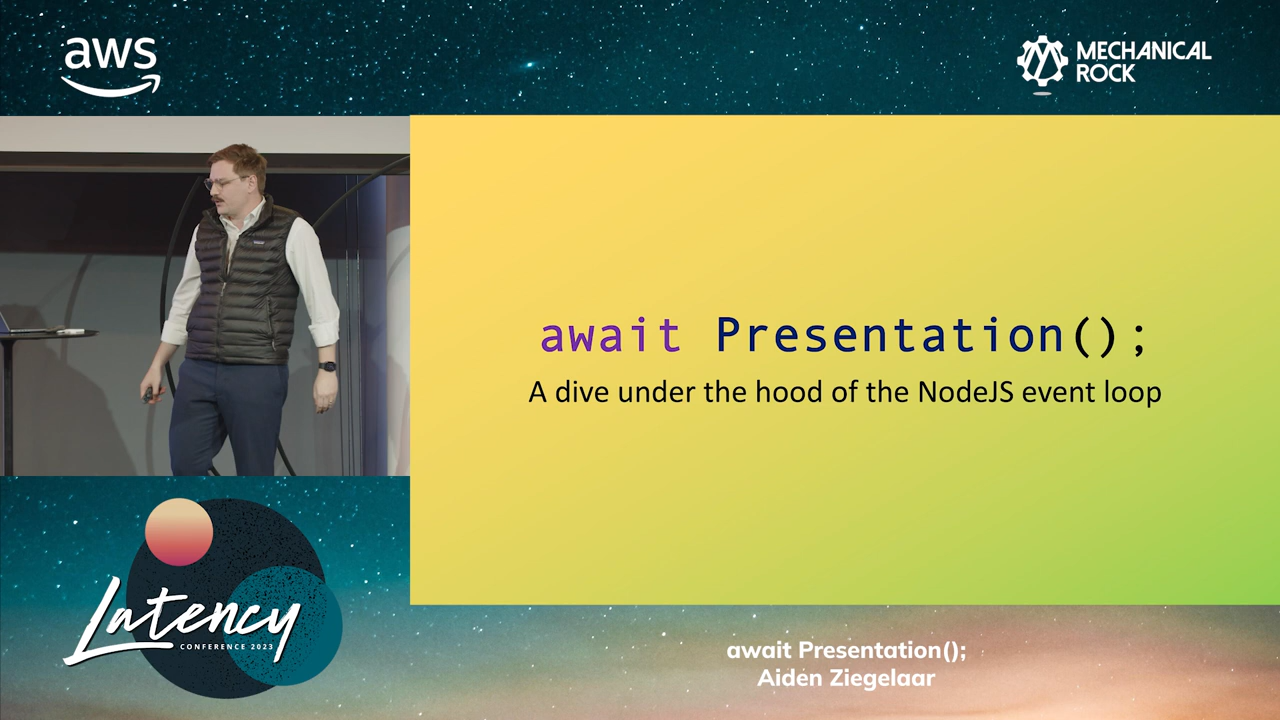 aws
MECHANICAL
ROCK
await Presentation();
A dive under the hood of the NodeJS event loop
Latency
CONFERENCE 2023
await Presentation();
Aiden Ziegelaar